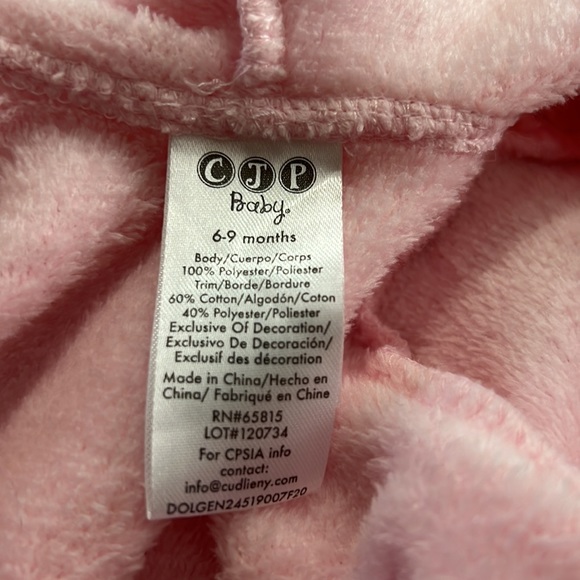 CJP
Baby®
6-9 months
Body/Cuerpo/Corps
100% Polyester/Poliester
Trim/Borde/Bordure
60% Cotton/Algodón/Coton
40% Polyester/Poliester
Exclusive Of Decoration/
Exclusivo De Decoración/
Exclusif des décoration
Made in China/Hecho en
China/ Fabriqué en Chine
RN#65815
LOT#120734
For CPSIA info
contact:
info@cudlieny.com
DOLGEN24519007F20